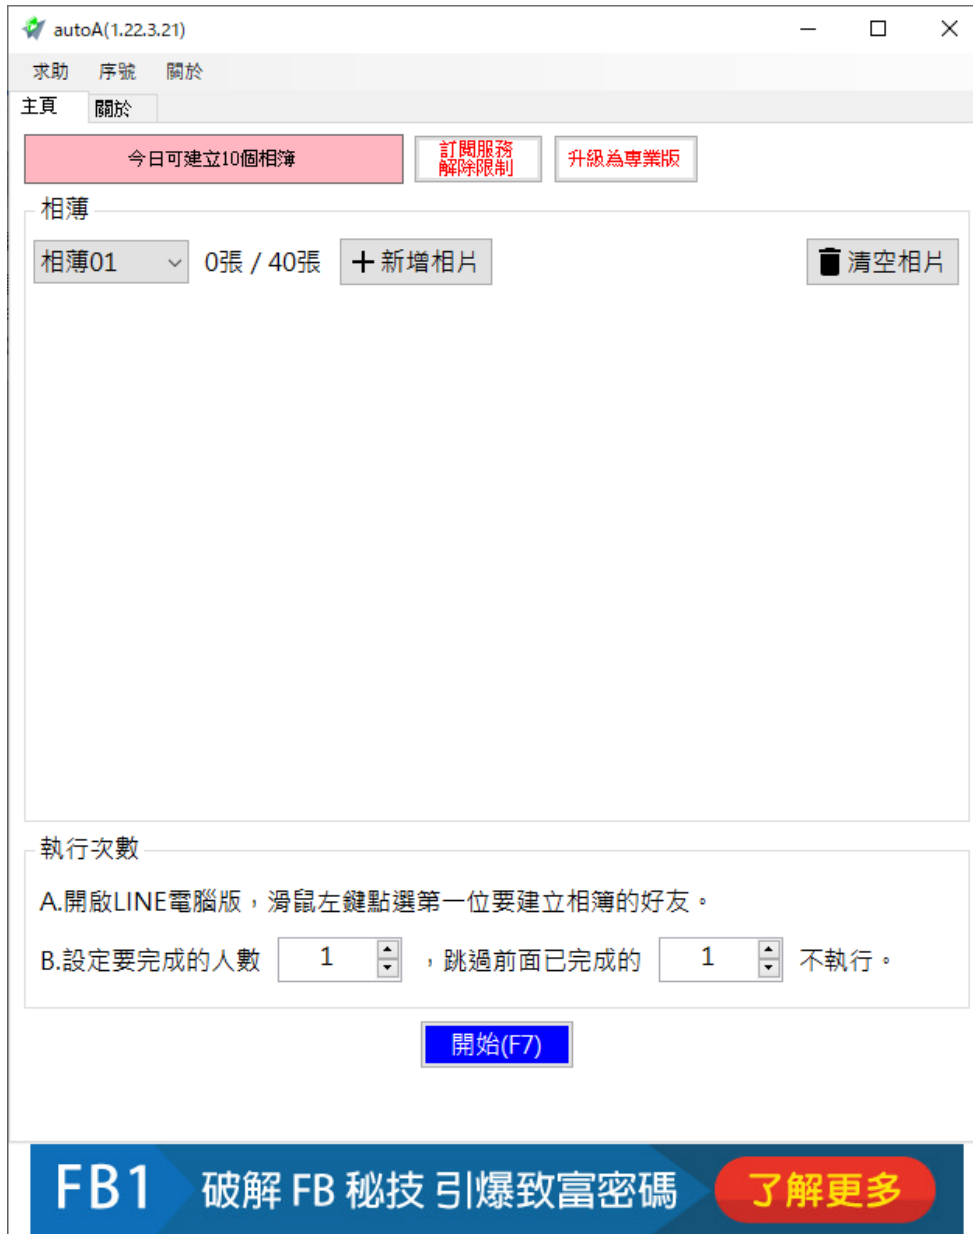 autoA(1.22.3.21)
求助 序號 關於
主頁 關於
今日可建立10個相簿
訂閱服務
解除限制
升級為專業版
相薄
相薄01 0張 / 40張 新增相片 清空相片
執行次數
A.開啟LINE電腦版，滑鼠左鍵點選第一位要建立相簿的好友。
B.設定要完成的人數 1 ，跳過前面已完成的 1 不執行。
開始(F7)
FB1 破解 FB 秘技 引爆致富密碼 了解更多